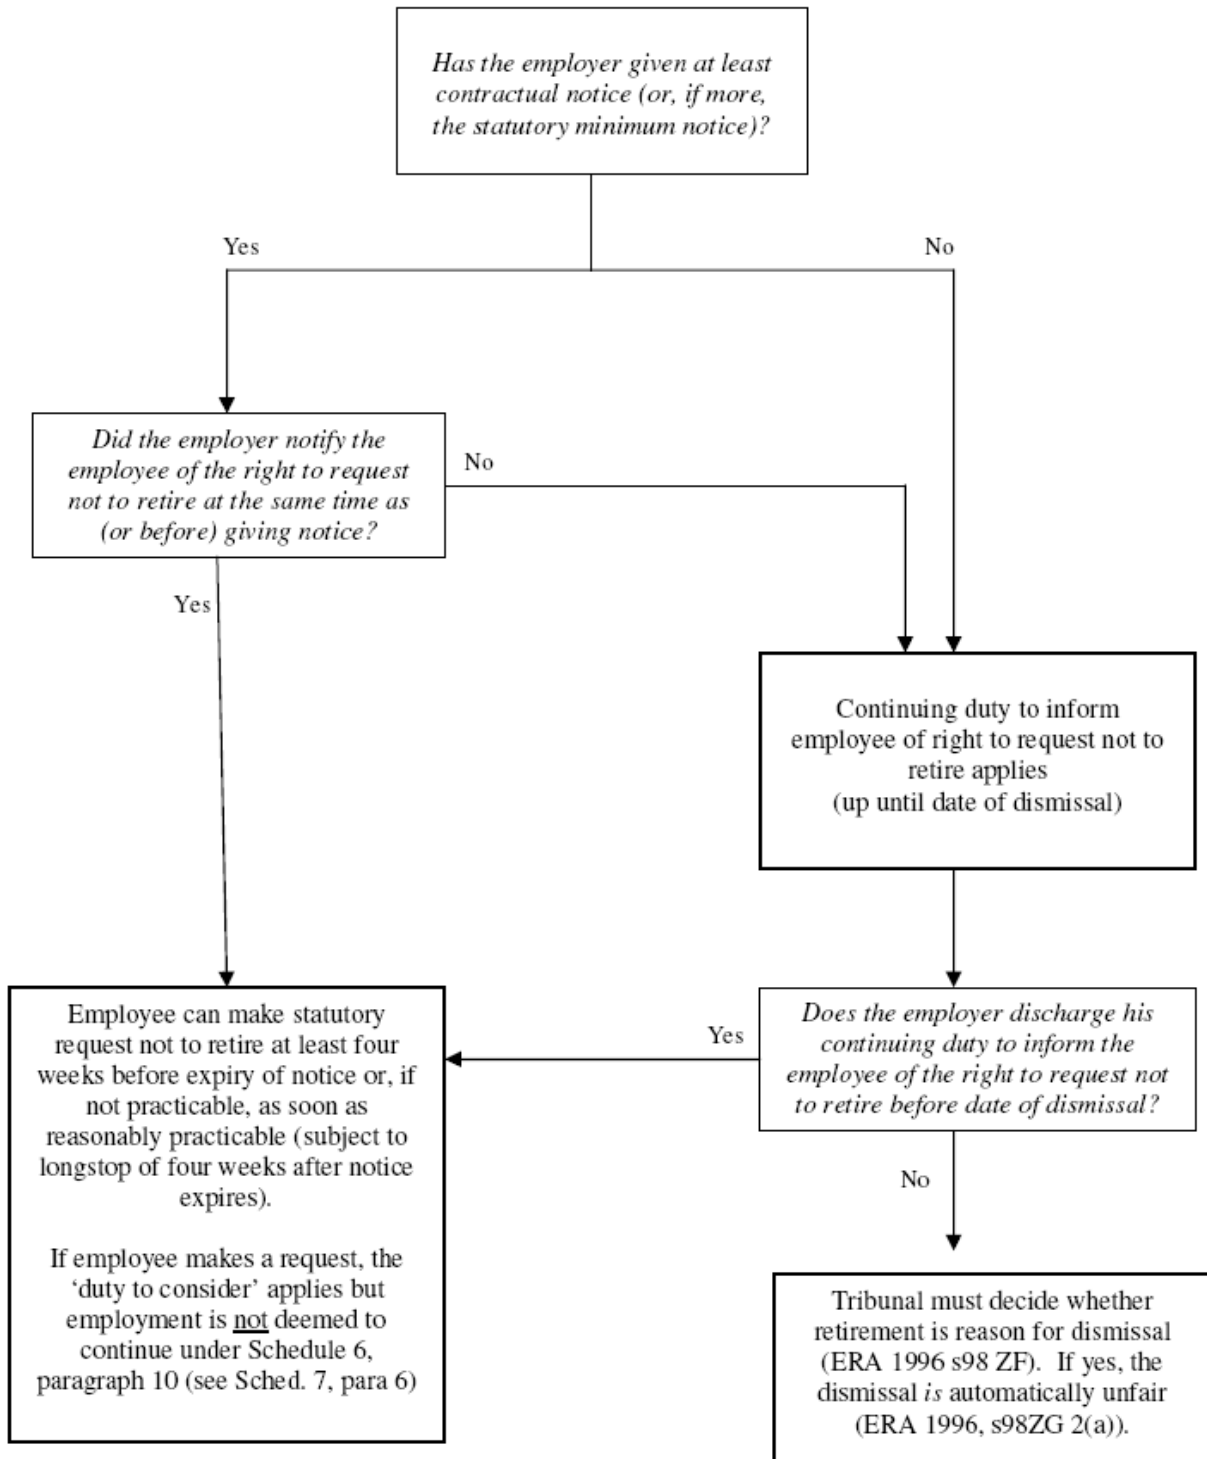 Has the employer given at least
contractual notice (or, if more,
the statutory minimum notice)?
Yes
No
Did the employer notify the
employee of the right to request
not to retire at the same time as
(or before) giving notice?
No
Yes
Continuing duty to inform
employee of right to request not to
retire applies
(up until date of dismissal)
Employee can make statutory
request not to retire at least four
weeks before expiry of notice or, if
not practicable, as soon as
reasonably practicable (subject to
longstop of four weeks after notice
expires).
If employee makes a request, the
‘duty to consider’ applies but
employment is not deemed to
continue under Schedule 6,
paragraph 10 (see Sched. 7, para 6)
Yes
Does the employer discharge his
continuing duty to inform the
employee of the right to request not
to retire before date of dismissal?
No
Tribunal must decide whether
retirement is reason for dismissal
(ERA 1996 s98 ZF).  If yes, the
dismissal is automatically unfair
(ERA 1996, s98ZG 2(a)).